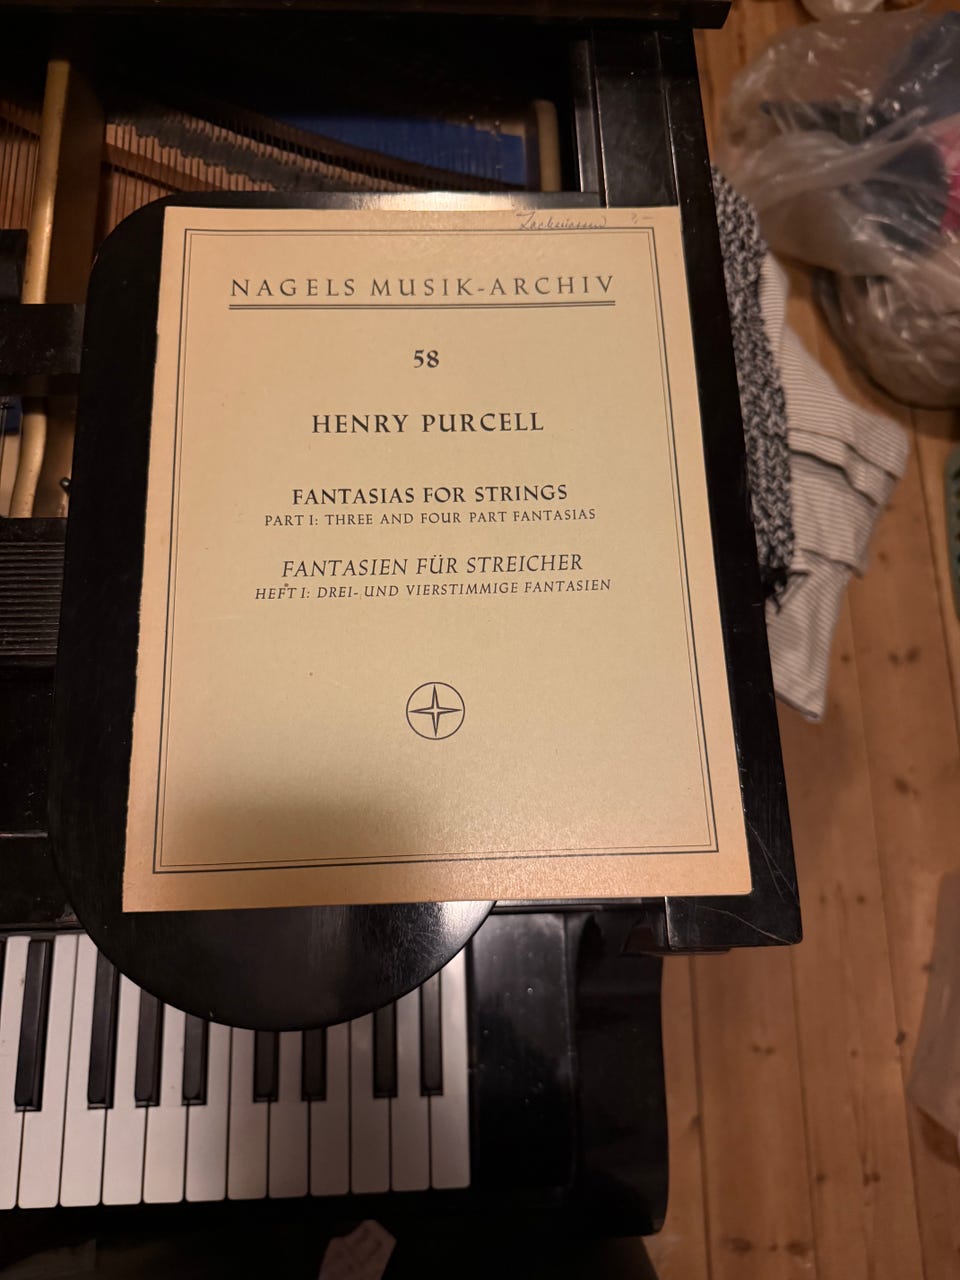 NAGELS MUSIK-ARCHIV
58
HENRY PURCELL
FANTASIAS FOR STRINGS
PART I: THREE AND FOUR PART FANTASIAS
FANTASIEN FÜR STREICHER
HEFT I: DREI- UND VIERSTIMMIGE FANTASIEN